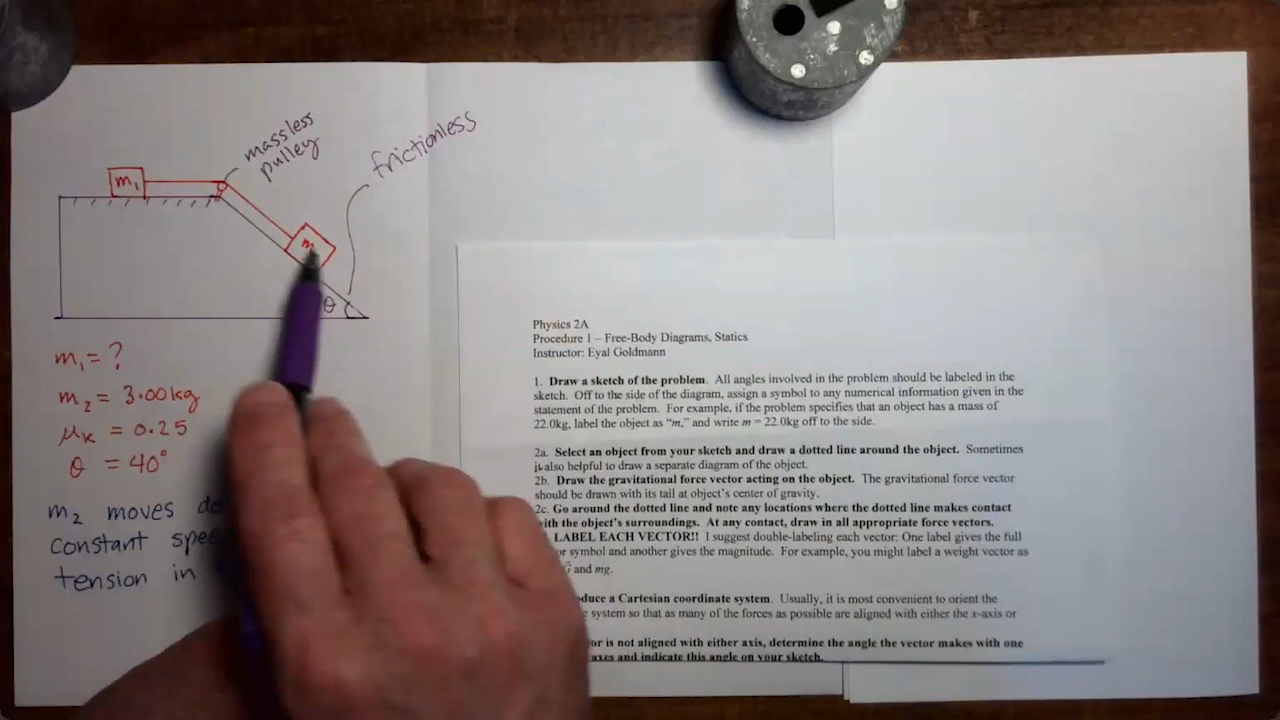 massless
pulley
frictionless
m₁
m
θ
m₁ = ?
m₂ = 3.00kg
μₖ = 0.25
θ = 40°
m₂ moves
constant
tension in
Physics 2A
Procedure 1 – Free-Body Diagrams, Statics
Instructor: Eyal Goldmann
1. Draw a sketch of the problem. All angles involved in the problem should be labeled in the
sketch. Off to the side of the diagram, assign a symbol to any numerical information given in the
statement of the problem. For example, if the problem specifies that an object has a mass of
22.0kg, label the object as "m," and write m = 22.0kg off to the side.
2a. Select an object from your sketch and draw a dotted line around the object. Sometimes
also helpful to draw a separate diagram of the object.
2b. Draw the gravitational force vector acting on the object. The gravitational force vector
should be drawn with its tail at object's center of gravity.
2c. Go around the dotted line and note any locations where the dotted line makes contact
with the object's surroundings. At any contact, draw in all appropriate force vectors.
LABEL EACH VECTOR!! I suggest double-labeling each vector: One label gives the full
symbol and another gives the magnitude. For example, you might label a weight vector as
and mg.
a Cartesian coordinate system. Usually, it is most convenient to orient the
system so that as many of the forces as possible are aligned with either the x-axis or
is not aligned with either axis, determine the angle the vector makes with one
axes and indicate this angle on your sketch.